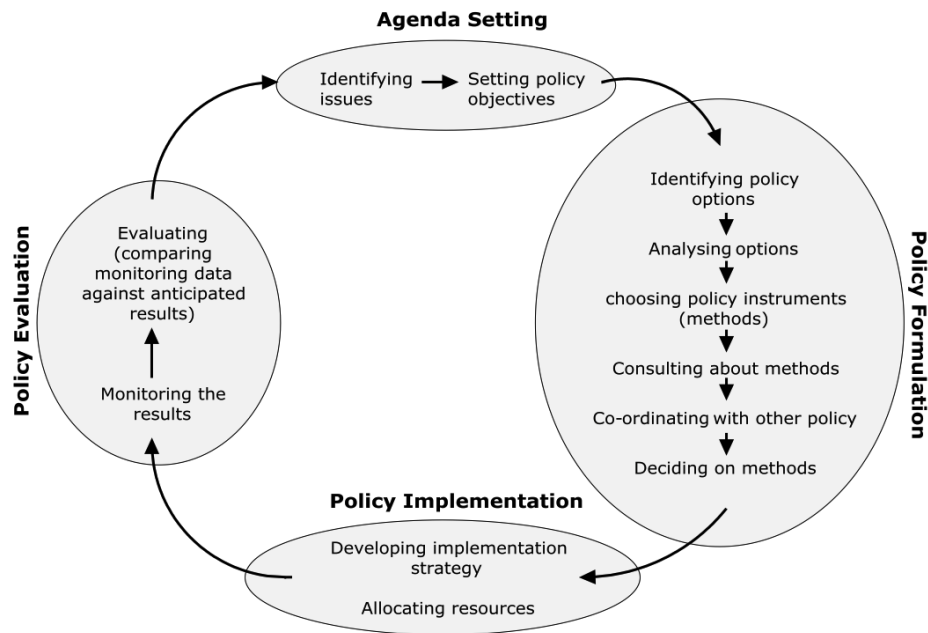 Agenda Setting
Identifying
issues
Setting policy
objectives
Policy Formulation
Identifying policy
options
Analysing options
choosing policy instruments
(methods)
Consulting about methods
Co-ordinating with other policy
Deciding on methods
Policy Implementation
Developing implementation
strategy
Allocating resources
Policy Evaluation
Evaluating
(comparing
monitoring data
against anticipated
results)
Monitoring the
results